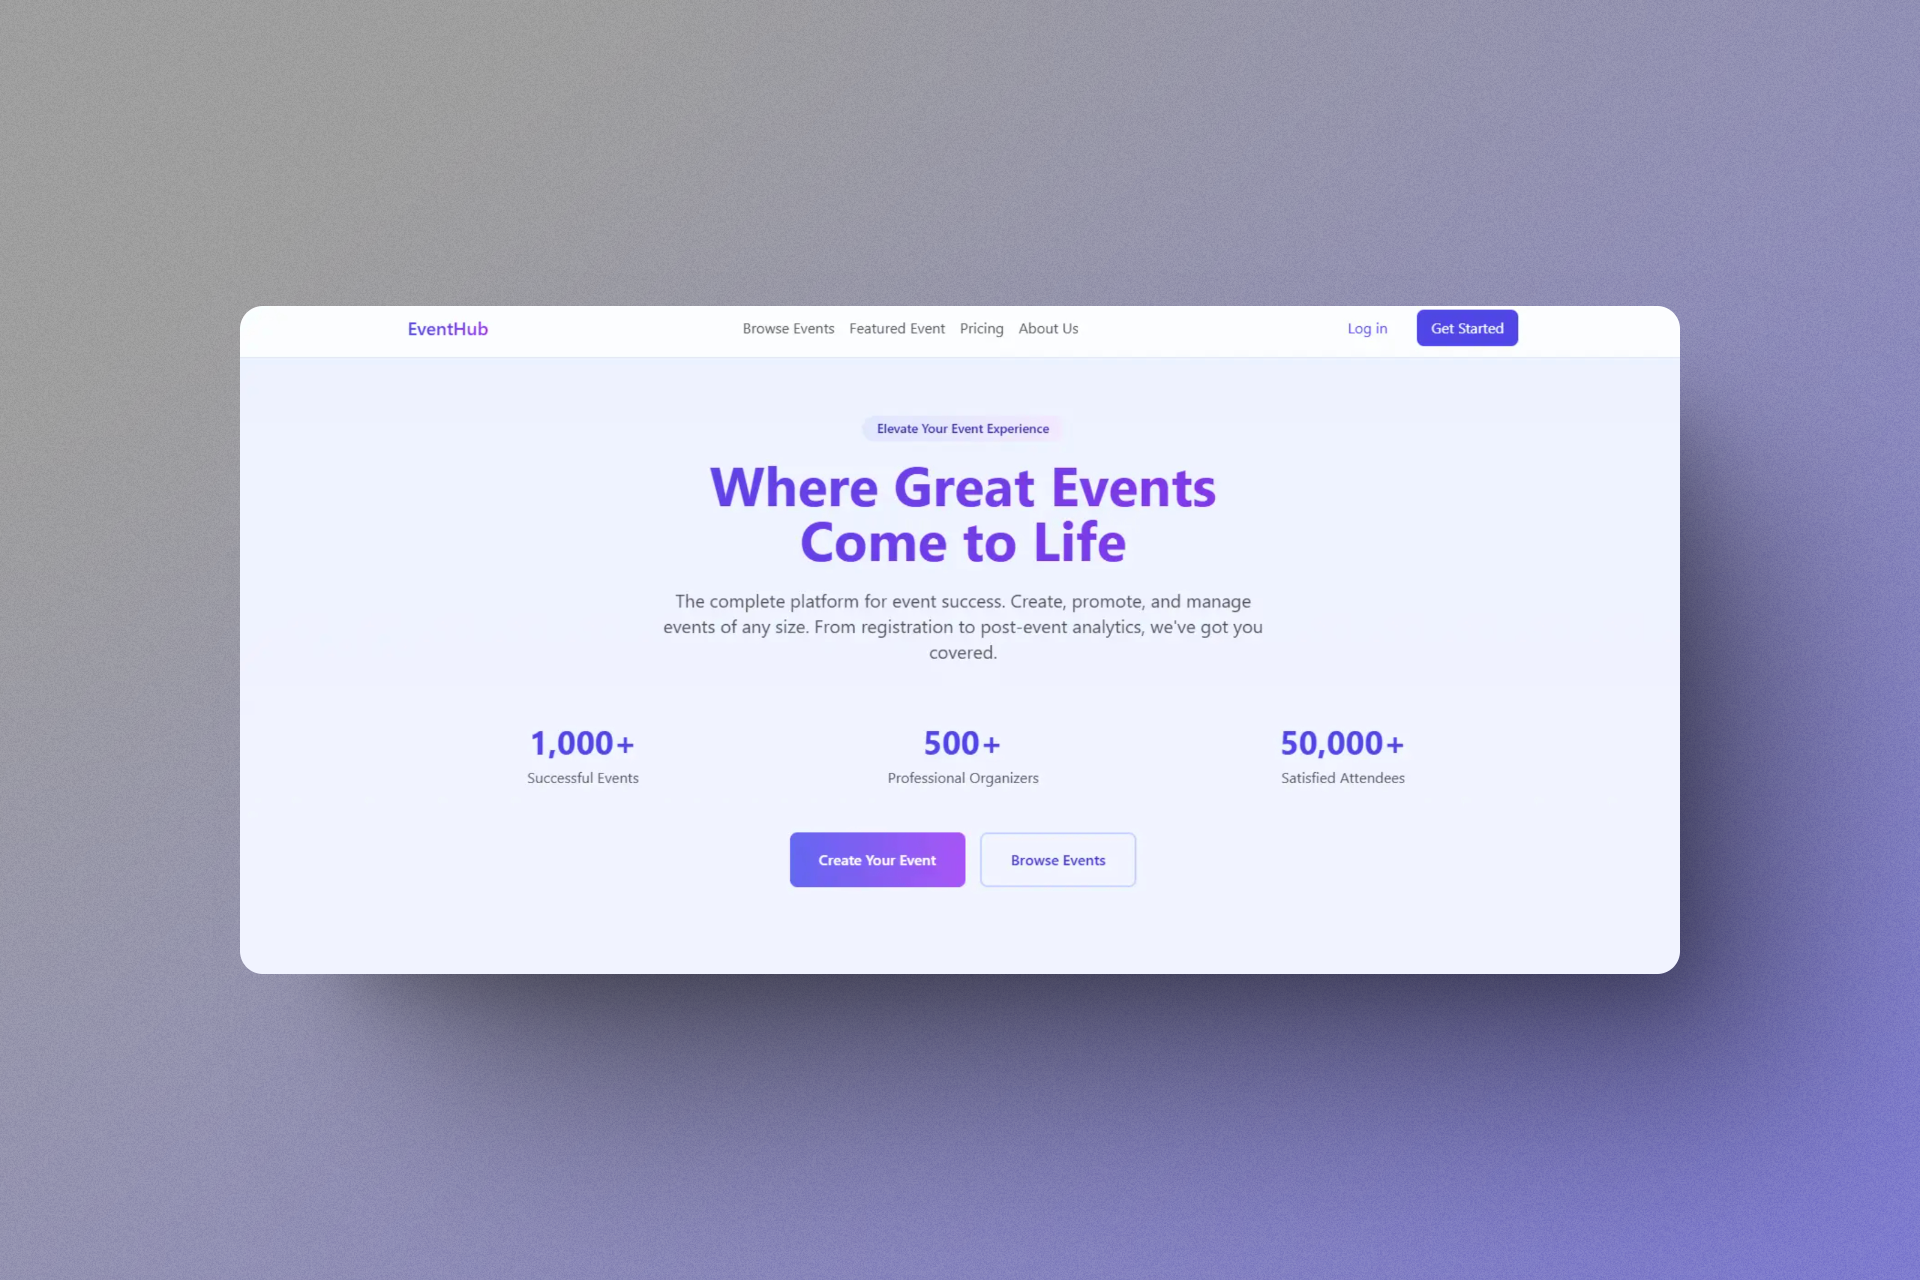 EventHub
Browse Events
Featured Event
Pricing
About Us
Log in
Get Started
Elevate Your Event Experience
Where Great Events
Come to Life
The complete platform for event success. Create, promote, and manage
events of any size. From registration to post-event analytics, we've got you
covered.
1,000+
Successful Events
500+
Professional Organizers
50,000+
Satisfied Attendees
Create Your Event
Browse Events